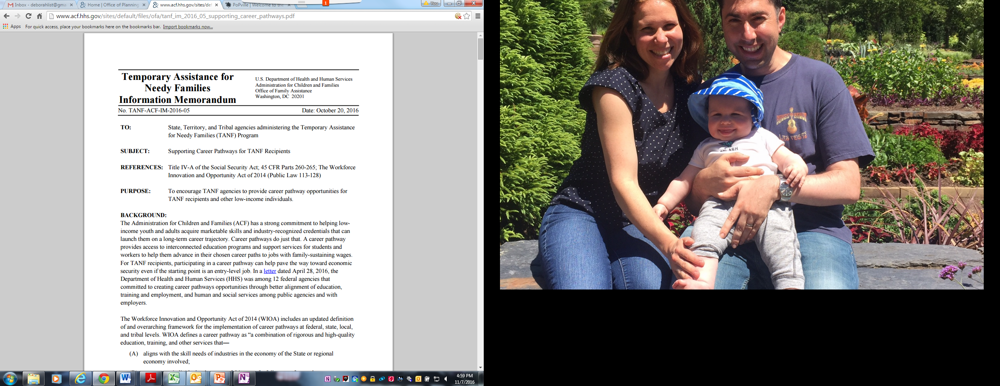 Inbox - deborahlist@gma
Home | Office of Planning
www.acf.hhs.gov/sites/def
PoPville | Welcome to the
1
You
www.acf.hhs.gov/sites/default/files/ofa/tanf_im_2016_05_supporting_career_pathways.pdf
Apps For quick access, place your bookmarks here on the bookmarks bar. Import bookmarks now...
Temporary Assistance for
Needy Families
Information Memorandum
U.S. Department of Health and Human Services
Administration for Children and Families
Office of Family Assistance
Washington, DC 20201
No. TANF-ACF-IM-2016-05 Date: October 20, 2016
TO: State, Territory, and Tribal agencies administering the Temporary Assistance
for Needy Families (TANF) Program
SUBJECT: Supporting Career Pathways for TANF Recipients
REFERENCES: Title IV-A of the Social Security Act; 45 CFR Parts 260-265; The Workforce
Innovation and Opportunity Act of 2014 (Public Law 113-128)
PURPOSE: To encourage TANF agencies to provide career pathway opportunities for
TANF recipients and other low-income individuals.
BACKGROUND:
The Administration for Children and Families (ACF) has a strong commitment to helping low-
income youth and adults acquire marketable skills and industry-recognized credentials that can
launch them on a long-term career trajectory. Career pathways do just that. A career pathway
provides access to interconnected education programs and support services for students and
workers to help them advance in their chosen career paths to jobs with family-sustaining wages.
For TANF recipients, participating in a career pathway can help pave the way toward economic
security even if the starting point is an entry-level job. In a letter dated April 28, 2016, the
Department of Health and Human Services (HHS) was among 12 federal agencies that
committed to creating career pathways opportunities through better alignment of education,
training and employment, and human and social services among public agencies and with
employers.
The Workforce Innovation and Opportunity Act of 2014 (WIOA) includes an updated definition
of and overarching framework for the implementation of career pathways at federal, state, local,
and tribal levels. WIOA defines a career pathway as “a combination of rigorous and high-quality
education, training, and other services that—
(A) aligns with the skill needs of industries in the economy of the State or regional
economy involved;
4:59 PM
11/7/2016
HOUSE OF BLUES
LAS VEGAS